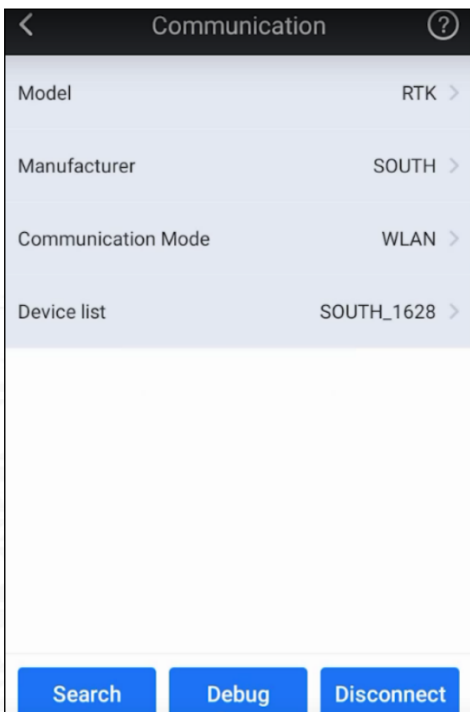 Communication
Model RTK
Manufacturer SOUTH
Communication Mode WLAN
Device list SOUTH_1628
Search Debug Disconnect